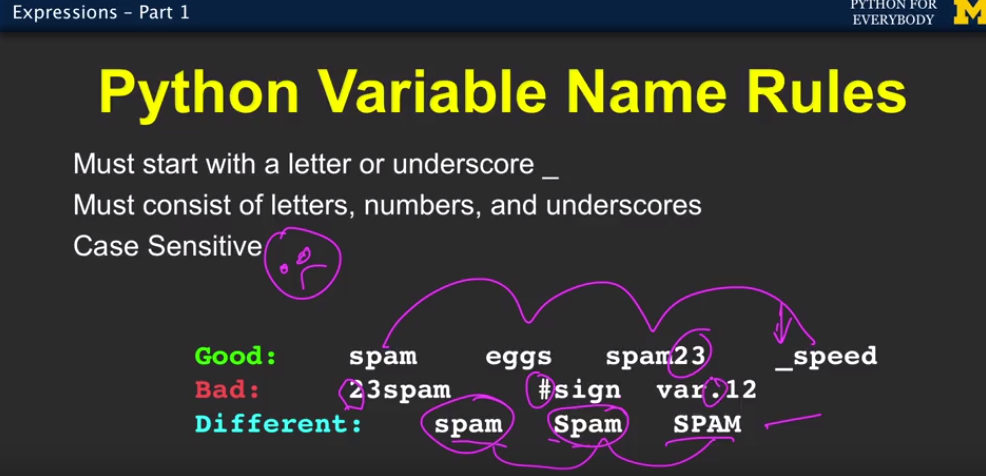 Expressions – Part 1
PYTHON FOR
EVERYBODY
M
Python Variable Name Rules
Must start with a letter or underscore _
Must consist of letters, numbers, and underscores
Case Sensitive
Good: spam eggs spam23 _speed
Bad: 23spam #sign var.12
Different: spam Spam SPAM